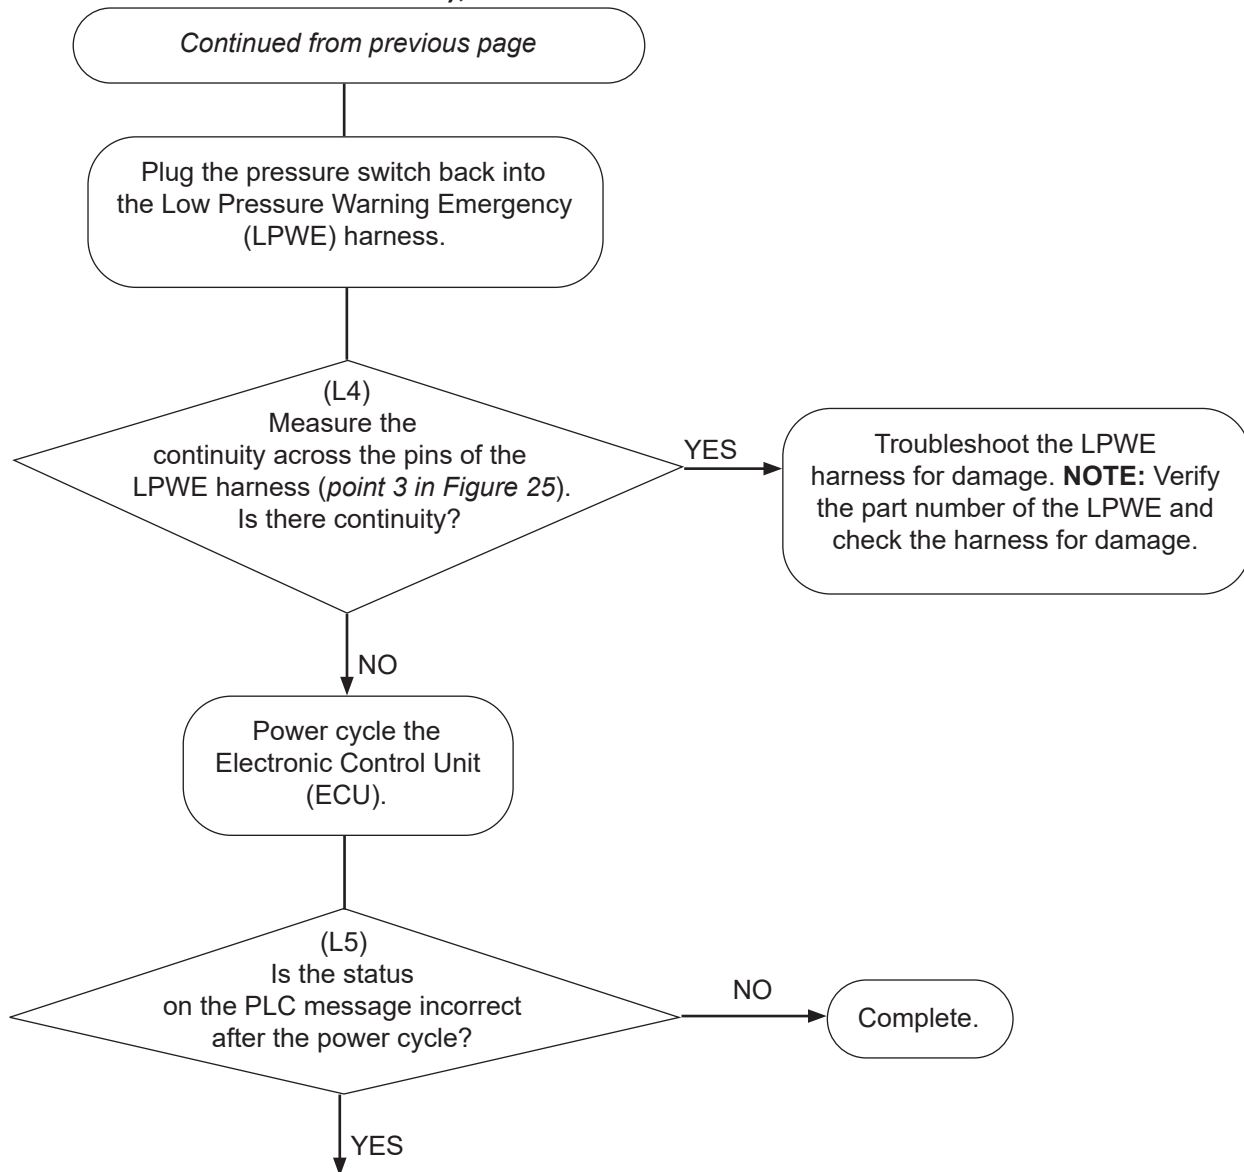 Continued from previous page
Plug the pressure switch back into
the Low Pressure Warning Emergency
(LPWE) harness.
(L4)
Measure the
continuity across the pins of the
LPWE harness (point 3 in Figure 25).
Is there continuity?
YES
Troubleshoot the LPWE
harness for damage. NOTE: Verify
the part number of the LPWE and
check the harness for damage.
NO
Power cycle the
Electronic Control Unit
(ECU).
(L5)
Is the status
on the PLC message incorrect
after the power cycle?
NO
Complete.
YES